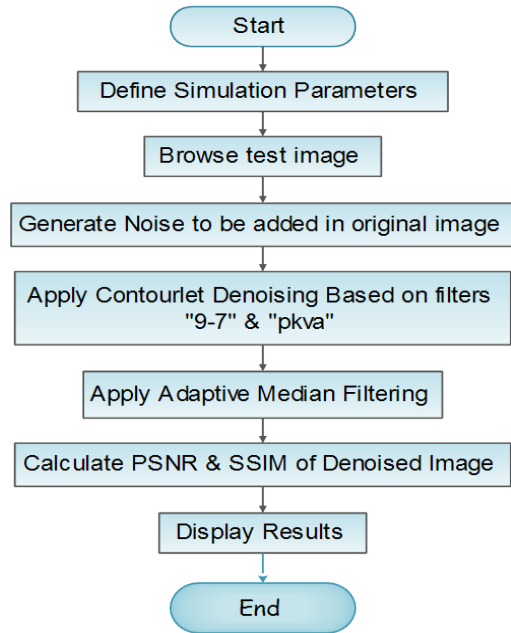 Start
Define Simulation Parameters
Browse test image
Generate Noise to be added in original image
Apply Contourlet Denoising Based on filters
"9-7" & "pkva"
Apply Adaptive Median Filtering
Calculate PSNR & SSIM of Denoised Image
Display Results
End